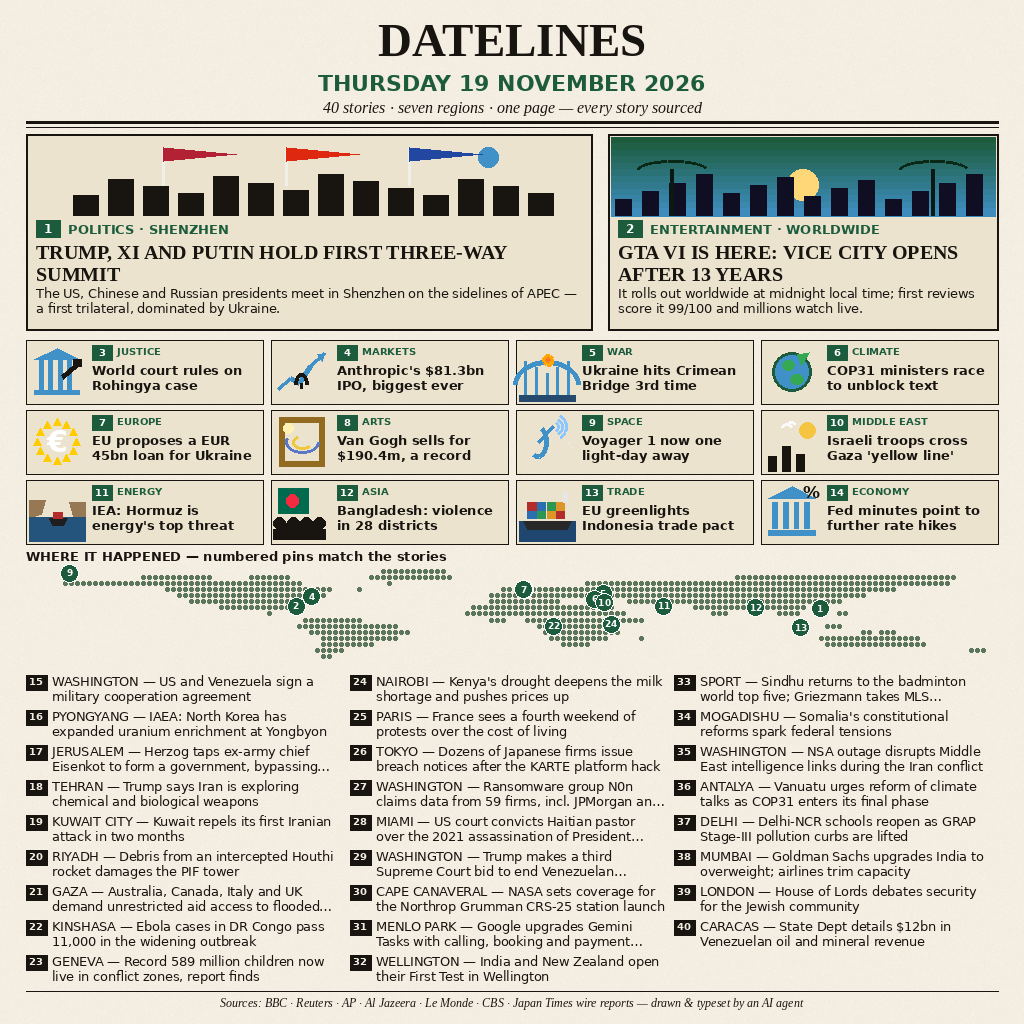 DATELINES
THURSDAY 19 NOVEMBER 2026
40 stories · seven regions · one page — every story sourced
1 POLITICS · SHENZHEN
TRUMP, XI AND PUTIN HOLD FIRST THREE-WAY
SUMMIT
The US, Chinese and Russian presidents meet in Shenzhen on the sidelines of APEC —
a first trilateral, dominated by Ukraine.
2 ENTERTAINMENT · WORLDWIDE
GTA VI IS HERE: VICE CITY OPENS
AFTER 13 YEARS
It rolls out worldwide at midnight local time; first reviews
score it 99/100 and millions watch live.
3 JUSTICE
World court rules on
Rohingya case
4 MARKETS
Anthropic's $81.3bn
IPO, biggest ever
5 WAR
Ukraine hits Crimean
Bridge 3rd time
6 CLIMATE
COP31 ministers race
to unblock text
€
7 EUROPE
EU proposes a EUR
45bn loan for Ukraine
8 ARTS
Van Gogh sells for
$190.4m, a record
9 SPACE
Voyager 1 now one
light-day away
10 MIDDLE EAST
Israeli troops cross
Gaza 'yellow line'
11 ENERGY
IEA: Hormuz is
energy's top threat
12 ASIA
Bangladesh: violence
in 28 districts
13 TRADE
EU greenlights
Indonesia trade pact
%
14 ECONOMY
Fed minutes point to
further rate hikes
WHERE IT HAPPENED — numbered pins match the stories
9
7
4
2
10
11
12
1
22
24
13
15 WASHINGTON — US and Venezuela sign a
military cooperation agreement
16 PYONGYANG — IAEA: North Korea has
expanded uranium enrichment at Yongbyon
17 JERUSALEM — Herzog taps ex-army chief
Eisenkot to form a government, bypassing...
18 TEHRAN — Trump says Iran is exploring
chemical and biological weapons
19 KUWAIT CITY — Kuwait repels its first Iranian
attack in two months
20 RIYADH — Debris from an intercepted Houthi
rocket damages the PIF tower
21 GAZA — Australia, Canada, Italy and UK
demand unrestricted aid access to flooded...
22 KINSHASA — Ebola cases in DR Congo pass
11,000 in the widening outbreak
23 GENEVA — Record 589 million children now
live in conflict zones, report finds
24 NAIROBI — Kenya's drought deepens the milk
shortage and pushes prices up
25 PARIS — France sees a fourth weekend of
protests over the cost of living
26 TOKYO — Dozens of Japanese firms issue
breach notices after the KARTE platform hack
27 WASHINGTON — Ransomware group N0n
claims data from 59 firms, incl. JPMorgan an...
28 MIAMI — US court convicts Haitian pastor
over the 2021 assassination of President...
29 WASHINGTON — Trump makes a third
Supreme Court bid to end Venezuelan...
30 CAPE CANAVERAL — NASA sets coverage for
the Northrop Grumman CRS-25 station launch
31 MENLO PARK — Google upgrades Gemini
Tasks with calling, booking and payment...
32 WELLINGTON — India and New Zealand open
their First Test in Wellington
33 SPORT — Sindhu returns to the badminton
world top five; Griezmann takes MLS...
34 MOGADISHU — Somalia's constitutional
reforms spark federal tensions
35 WASHINGTON — NSA outage disrupts Middle
East intelligence links during the Iran conflict
36 ANTALYA — Vanuatu urges reform of climate
talks as COP31 enters its final phase
37 DELHI — Delhi-NCR schools reopen as GRAP
Stage-III pollution curbs are lifted
38 MUMBAI — Goldman Sachs upgrades India to
overweight; airlines trim capacity
39 LONDON — House of Lords debates security
for the Jewish community
40 CARACAS — State Dept details $12bn in
Venezuelan oil and mineral revenue
Sources: BBC · Reuters · AP · Al Jazeera · Le Monde · CBS · Japan Times wire reports — drawn & typeset by an AI agent